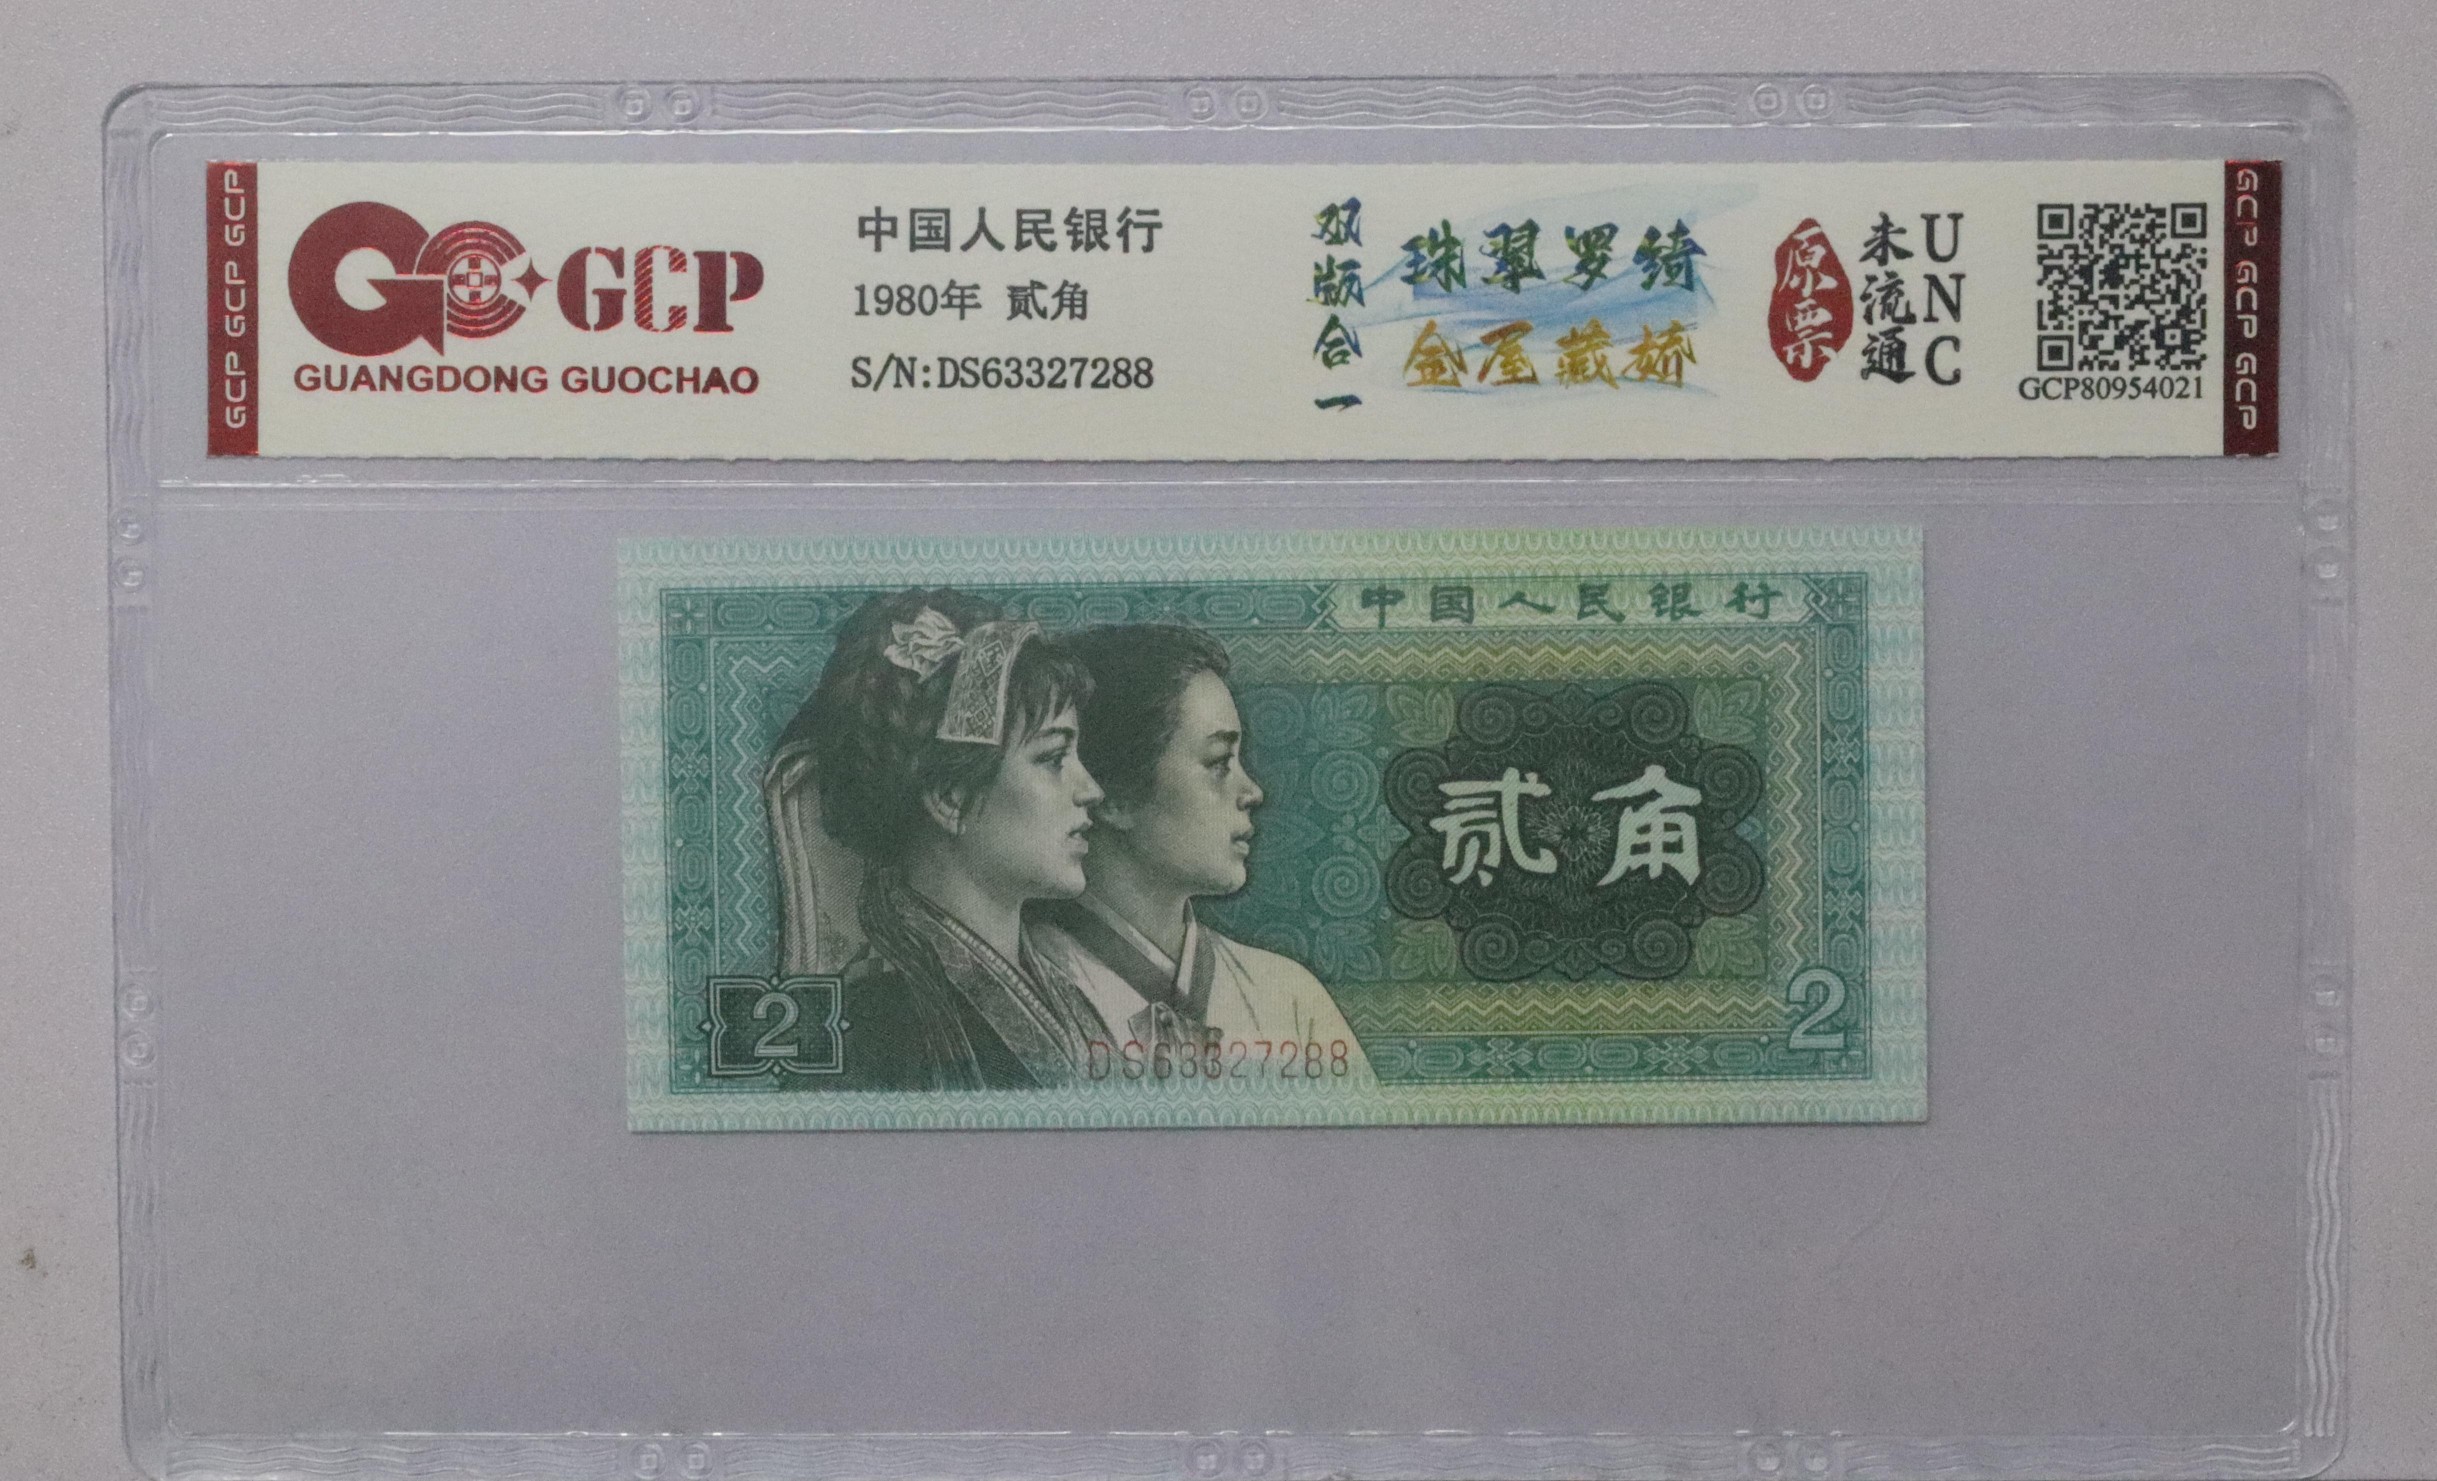 GCP GCP GCP
GCP
GUANGDONG GUOCHAO
中国人民银行
1980年 贰角
S/N:DS63327288
双版合一
珠翠罗绮
金屋藏娇
原票
未流通
UNC
GCP80954021
GCP GCP GCP
中国人民银行
贰角
2
2
DS63327288